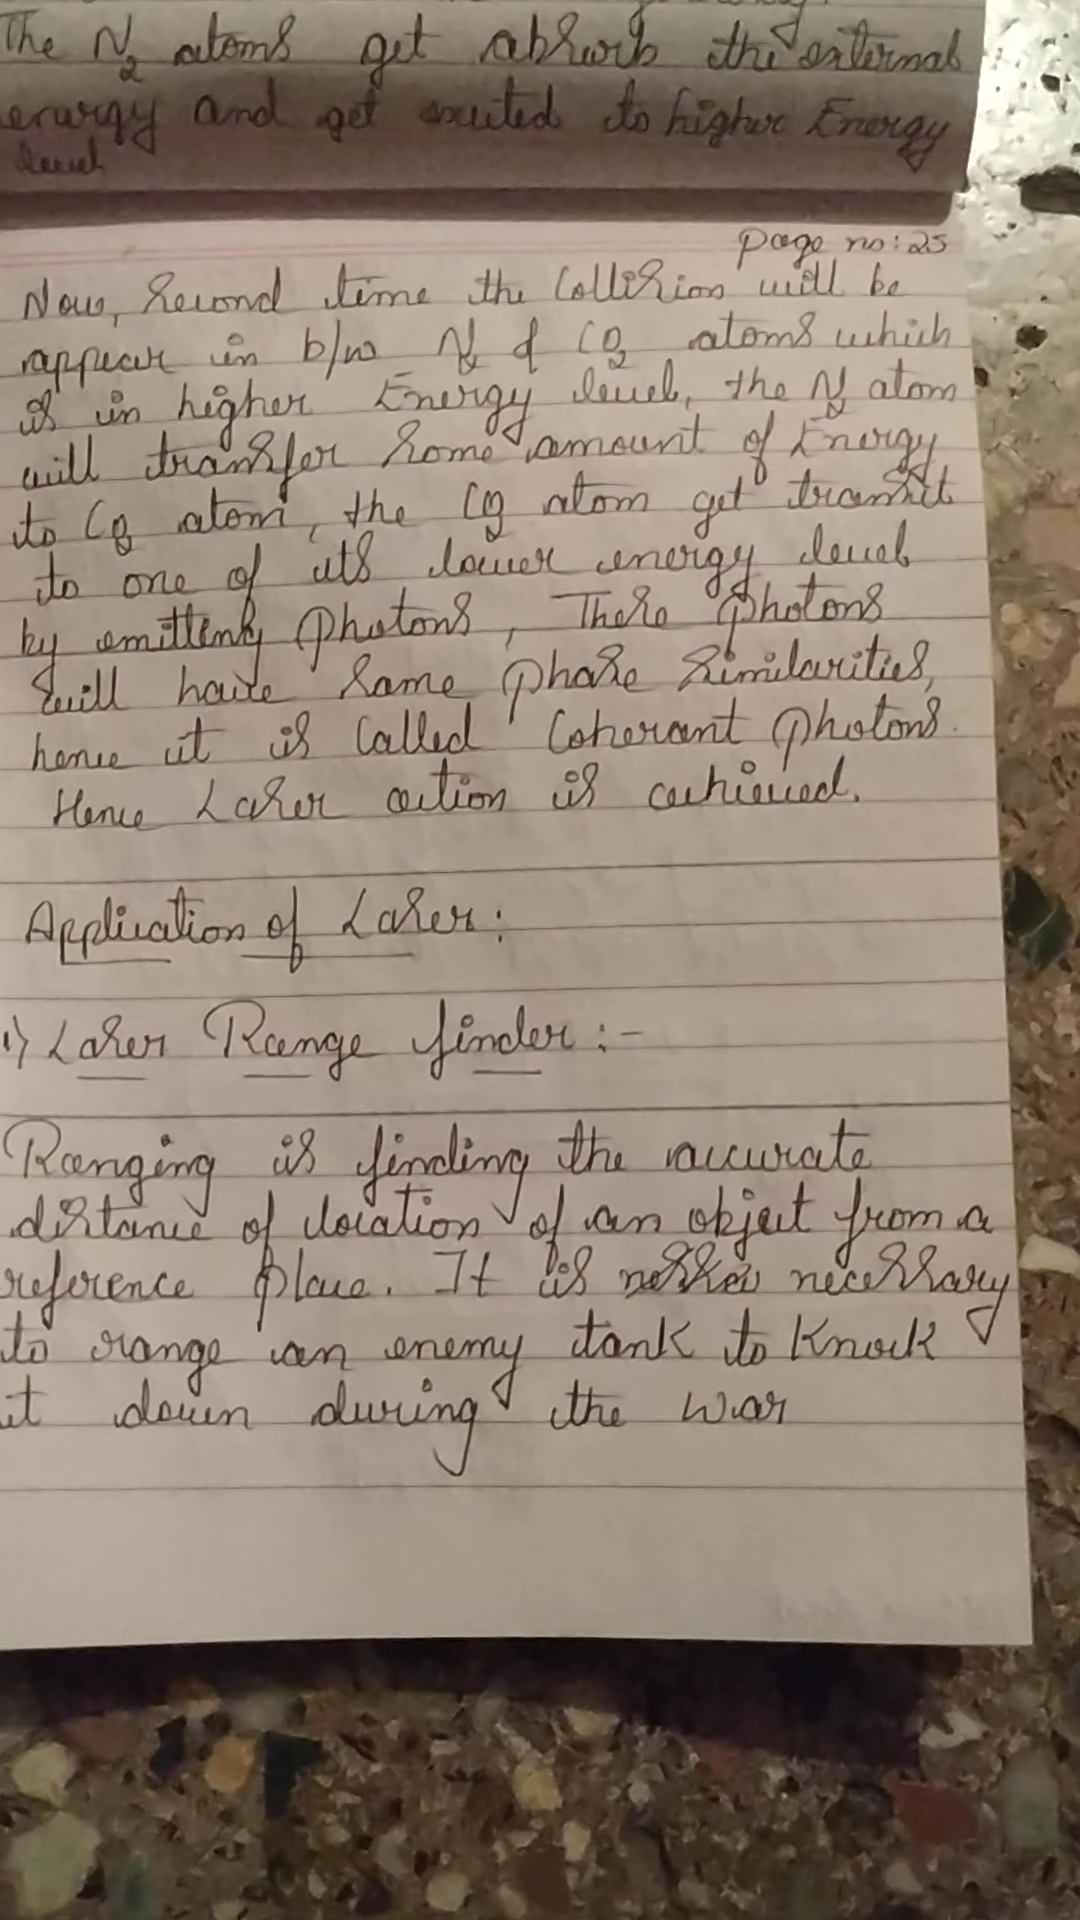 The N₂ atoms get absurb the external
energy and get exited to higher Energy
level
page no: 25
Now, Second time the Collision will be
appear in b/w N₂ & CO₂ atoms which
is in higher Energy level, the N₂ atom
will transfer Some amount of Energy
to CO₂ atom, the CO₂ atom get transmit
to one of its lower energy level
by emitting Photons, These Photons
will have Same Phase Similarities,
hence it is Called Coherant Photons.
Hence Laser action is achieved.
Application of Laser:
1) Laser Range finder:-
Ranging is finding the accurate
distance of location of an object from a
reference place. It is necessary
to range an enemy tank to Knock
it down during the war